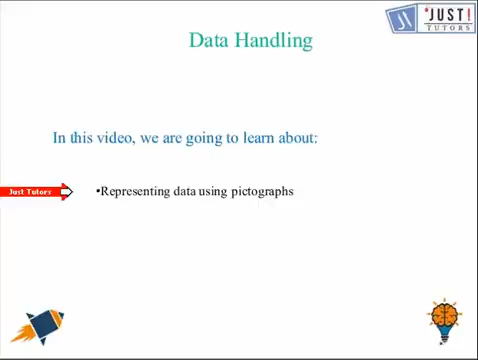 JUST!
TUTORS
Data Handling
In this video, we are going to learn about:
Just Tutors
•Representing data using pictographs